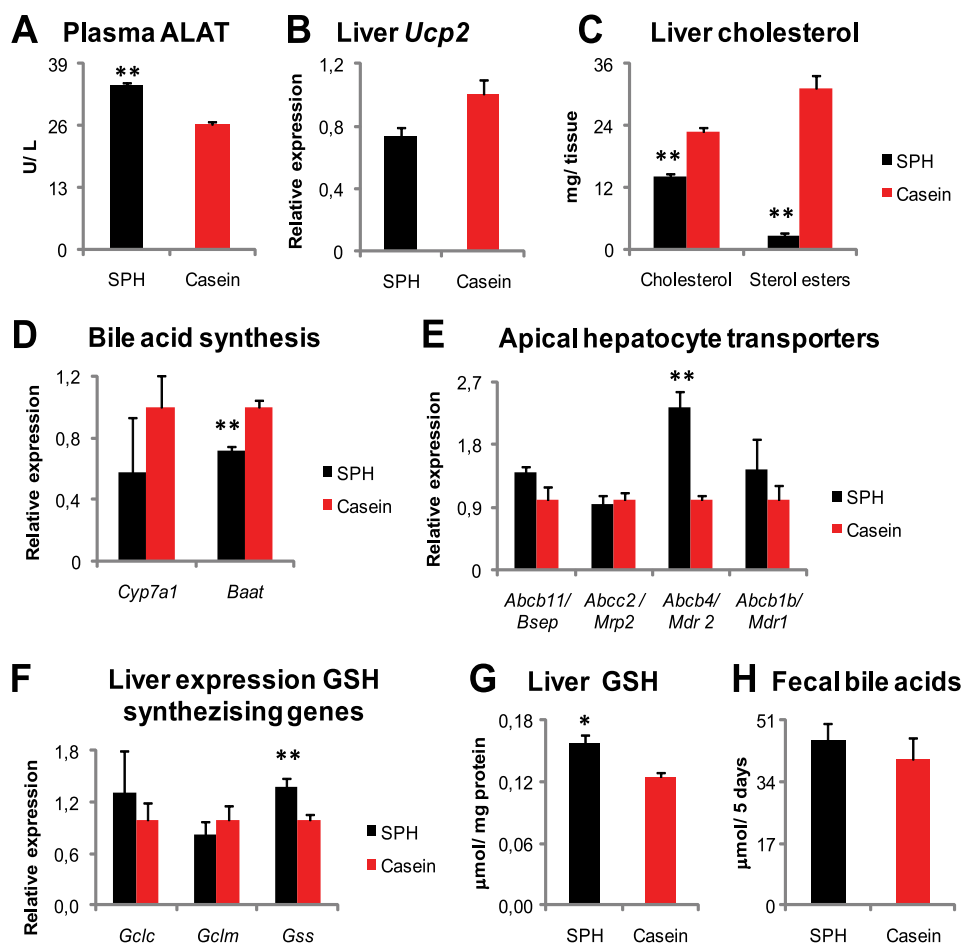 A Plasma ALAT
39
26
13
0
U/ L
**
SPH Casein
B Liver Ucp2
1,2
0,8
0,4
0
Relative expression
SPH Casein
C Liver cholesterol
36
24
12
0
mg/ tissue
**
**
Cholesterol Sterol esters
SPH
Casein
D Bile acid synthesis
1,2
0,8
0,4
0
Relative expression
**
Cyp7a1 Baat
SPH
Casein
E Apical hepatocyte transporters
2,7
1,8
0,9
0
Relative expression
**
Abcb11/ Abcc2 / Abcb4/ Abcb1b/
Bsep Mrp2 Mdr 2 Mdr1
SPH
Casein
F Liver expression GSH
synthezising genes
1,8
1,2
0,6
0,0
Relative expression
**
Gclc Gclm Gss
SPH
Casein
G Liver GSH
0,18
0,12
0,06
0,00
µmol/ mg protein
*
SPH Casein
H Fecal bile acids
51
34
17
0
µmol/ 5 days
SPH Casein